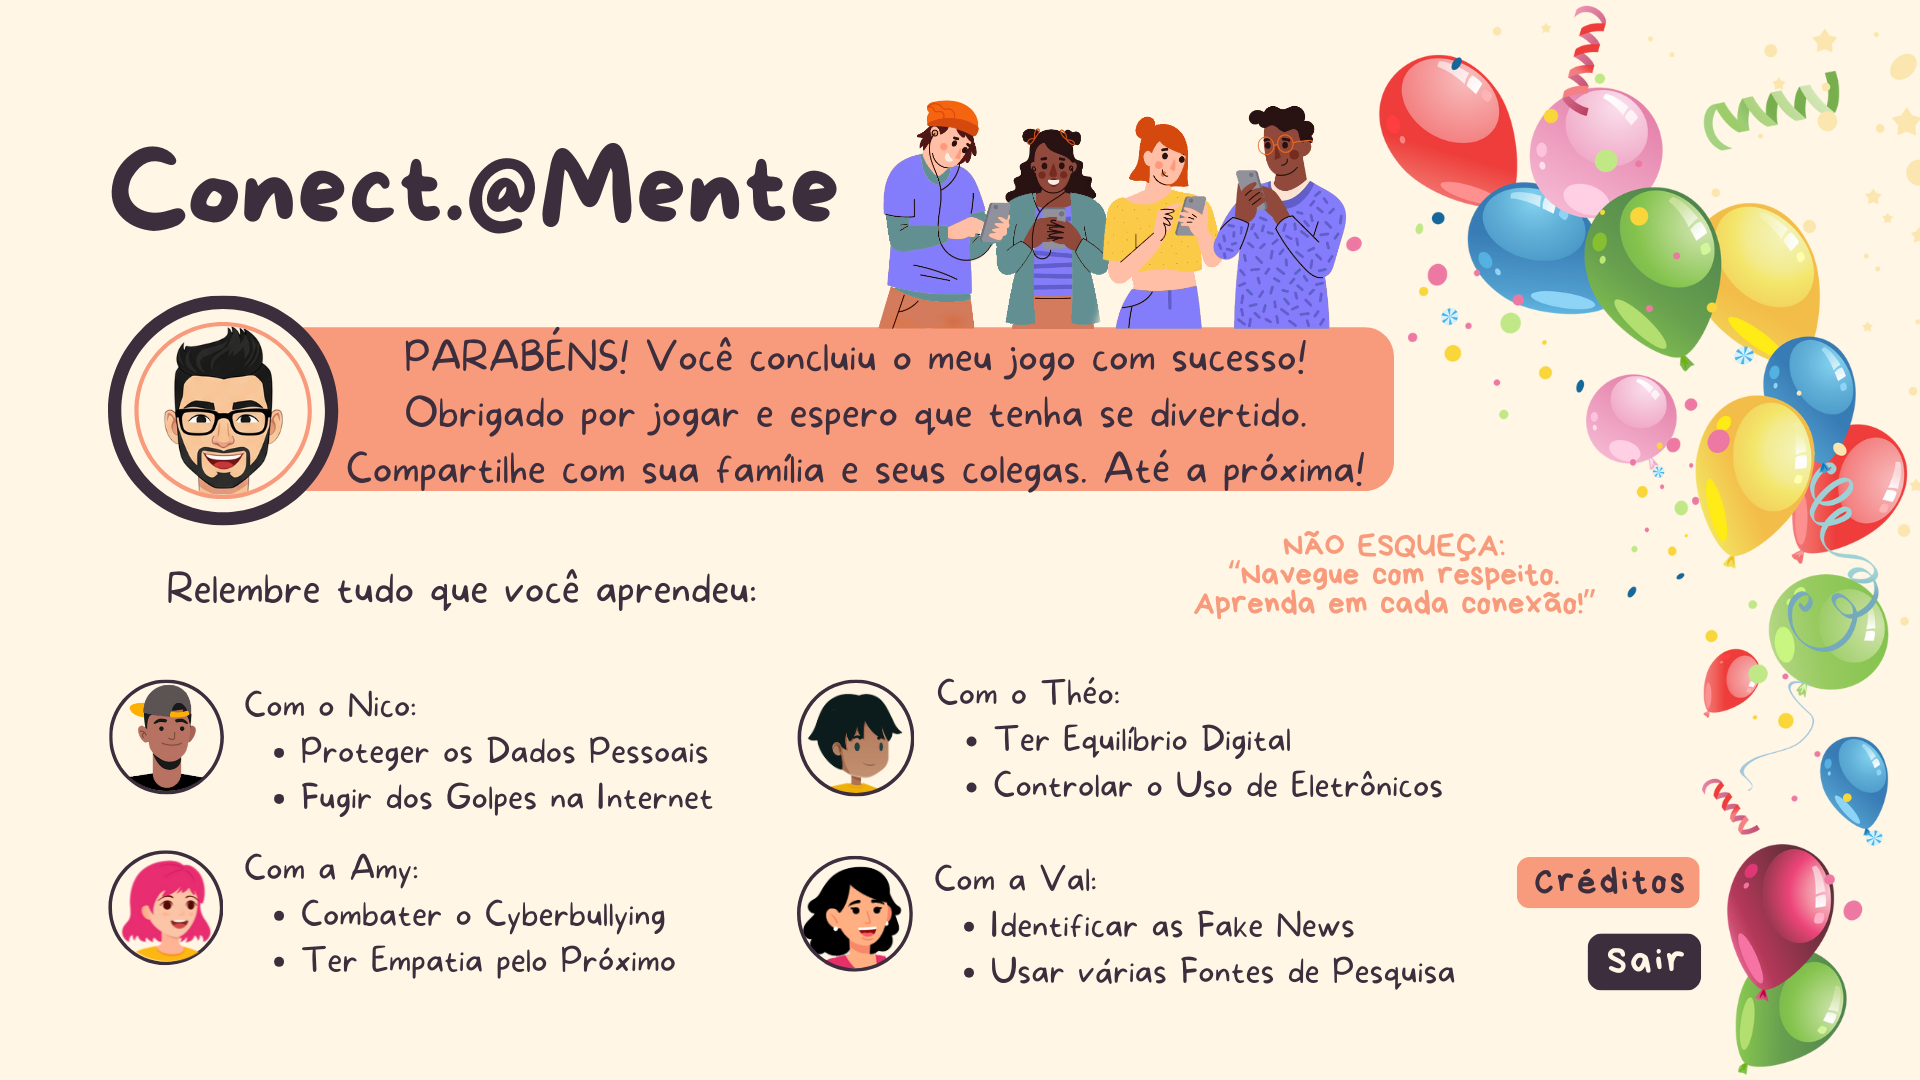 Conect.@Mente
PARABÉNS! Você concluiu o meu jogo com sucesso!
Obrigado por jogar e espero que tenha se divertido.
Compartilhe com sua família e seus colegas. Até a próxima!
NÃO ESQUEÇA:
“Navegue com respeito.
Aprenda em cada conexão!”
Relembre tudo que você aprendeu:
Com o Nico:
• Proteger os Dados Pessoais
• Fugir dos Golpes na Internet
Com o Théo:
• Ter Equilíbrio Digital
• Controlar o Uso de Eletrônicos
Com a Amy:
• Combater o Cyberbullying
• Ter Empatia pelo Próximo
Com a Val:
• Identificar as Fake News
• Usar várias Fontes de Pesquisa
Créditos
Sair